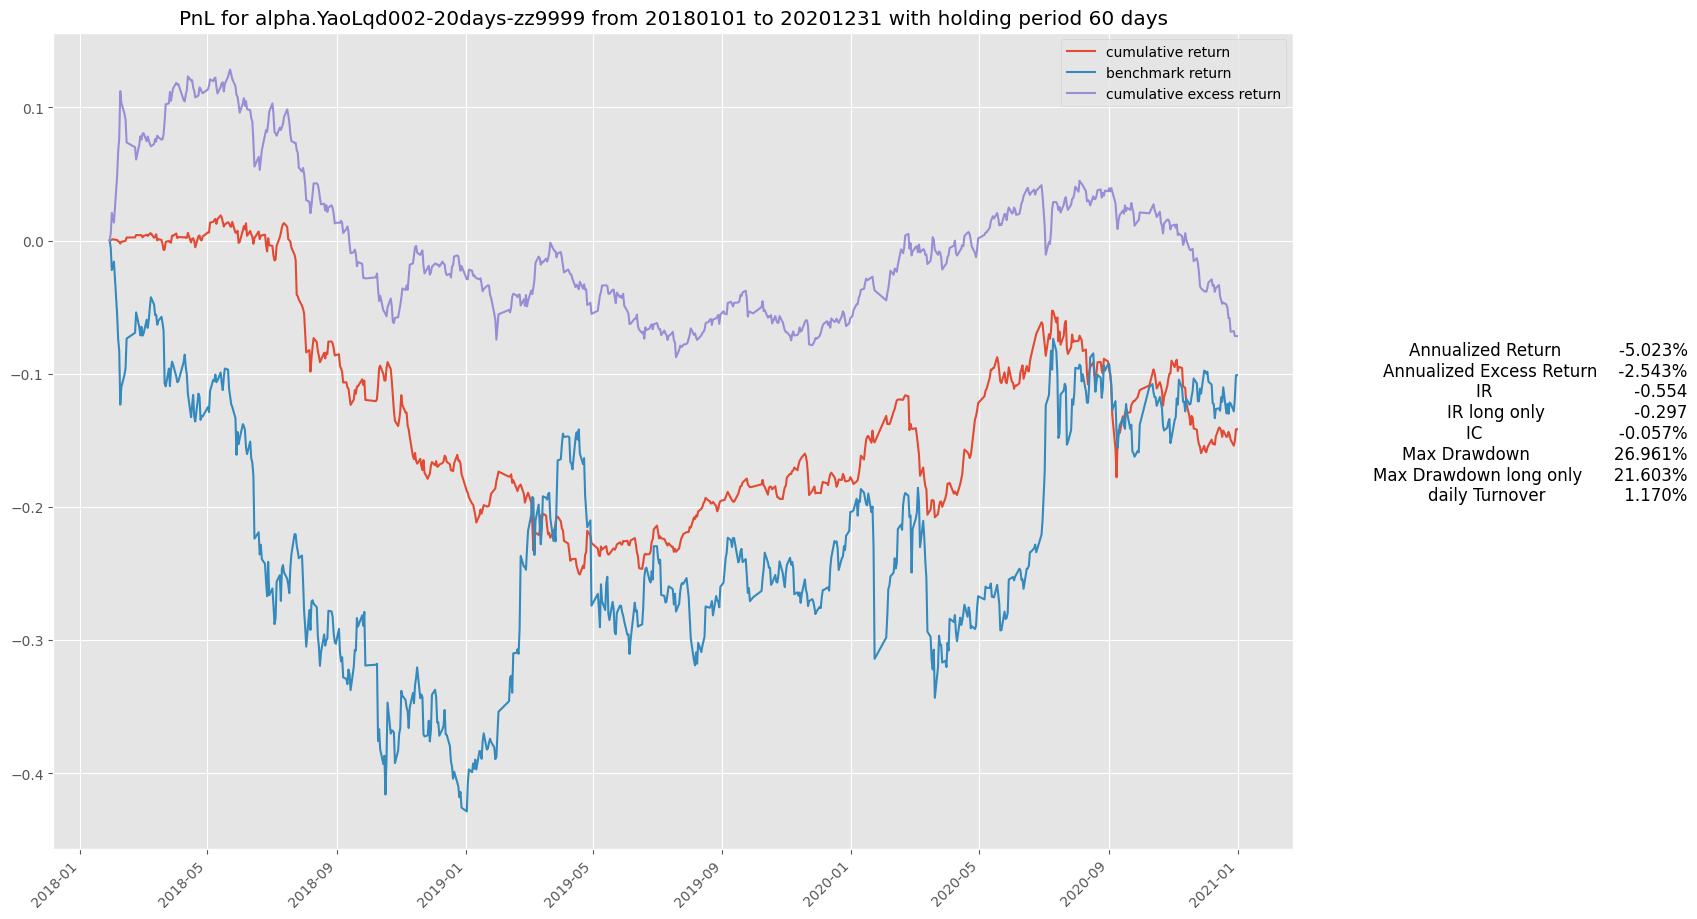 PnL for alpha.YaoLqd002-20days-zz9999 from 20180101 to 20201231 with holding period 60 days
cumulative return
benchmark return
cumulative excess return
0.1
0.0
−0.1
−0.2
−0.3
−0.4
2018-01
2018-05
2018-09
2019-01
2019-05
2019-09
2020-01
2020-05
2020-09
2021-01
Annualized Return -5.023%
Annualized Excess Return -2.543%
IR -0.554
IR long only -0.297
IC -0.057%
Max Drawdown 26.961%
Max Drawdown long only 21.603%
daily Turnover 1.170%